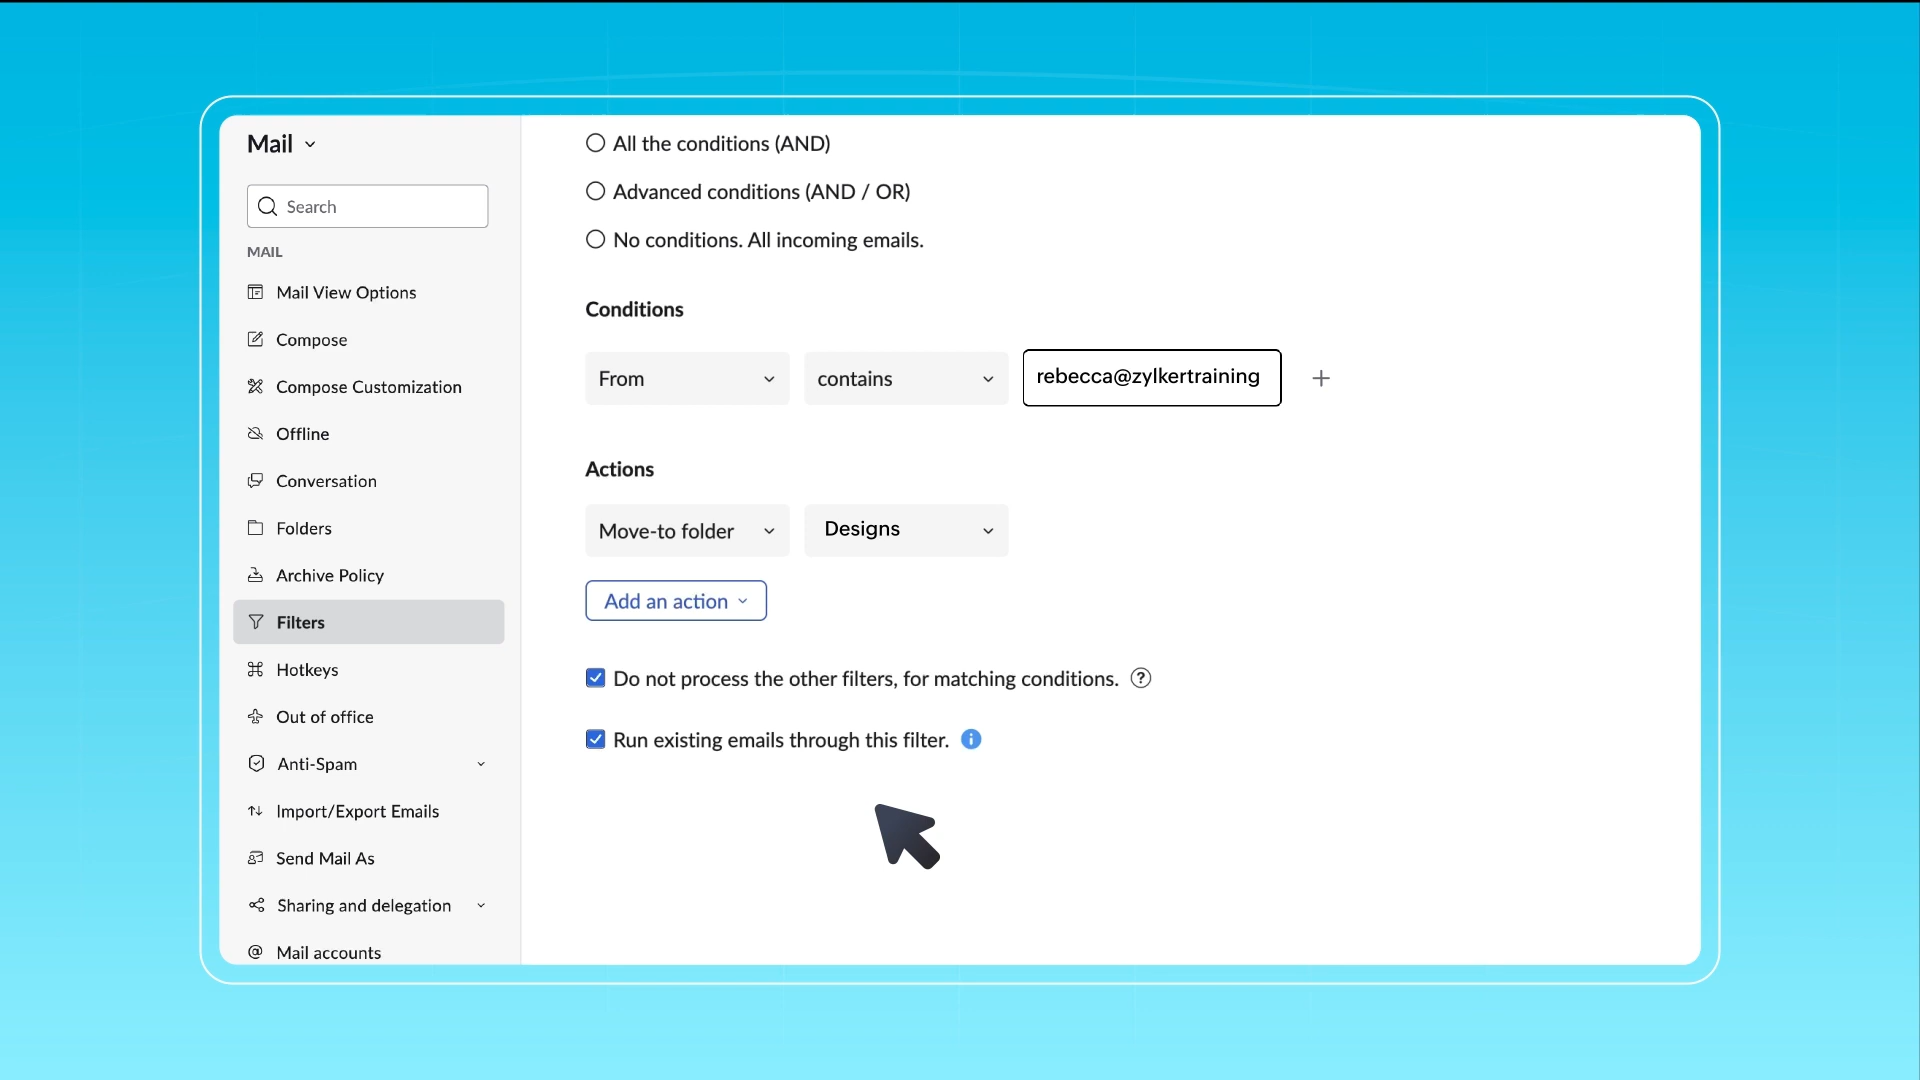 Mail
Search
MAIL
Mail View Options
Compose
Compose Customization
Offline
Conversation
Folders
Archive Policy
Filters
Hotkeys
Out of office
Anti-Spam
Import/Export Emails
Send Mail As
Sharing and delegation
Mail accounts
All the conditions (AND)
Advanced conditions (AND / OR)
No conditions. All incoming emails.
Conditions
From contains rebecca@zylkertraining
Actions
Move-to folder Designs
Add an action
Do not process the other filters, for matching conditions.
Run existing emails through this filter.